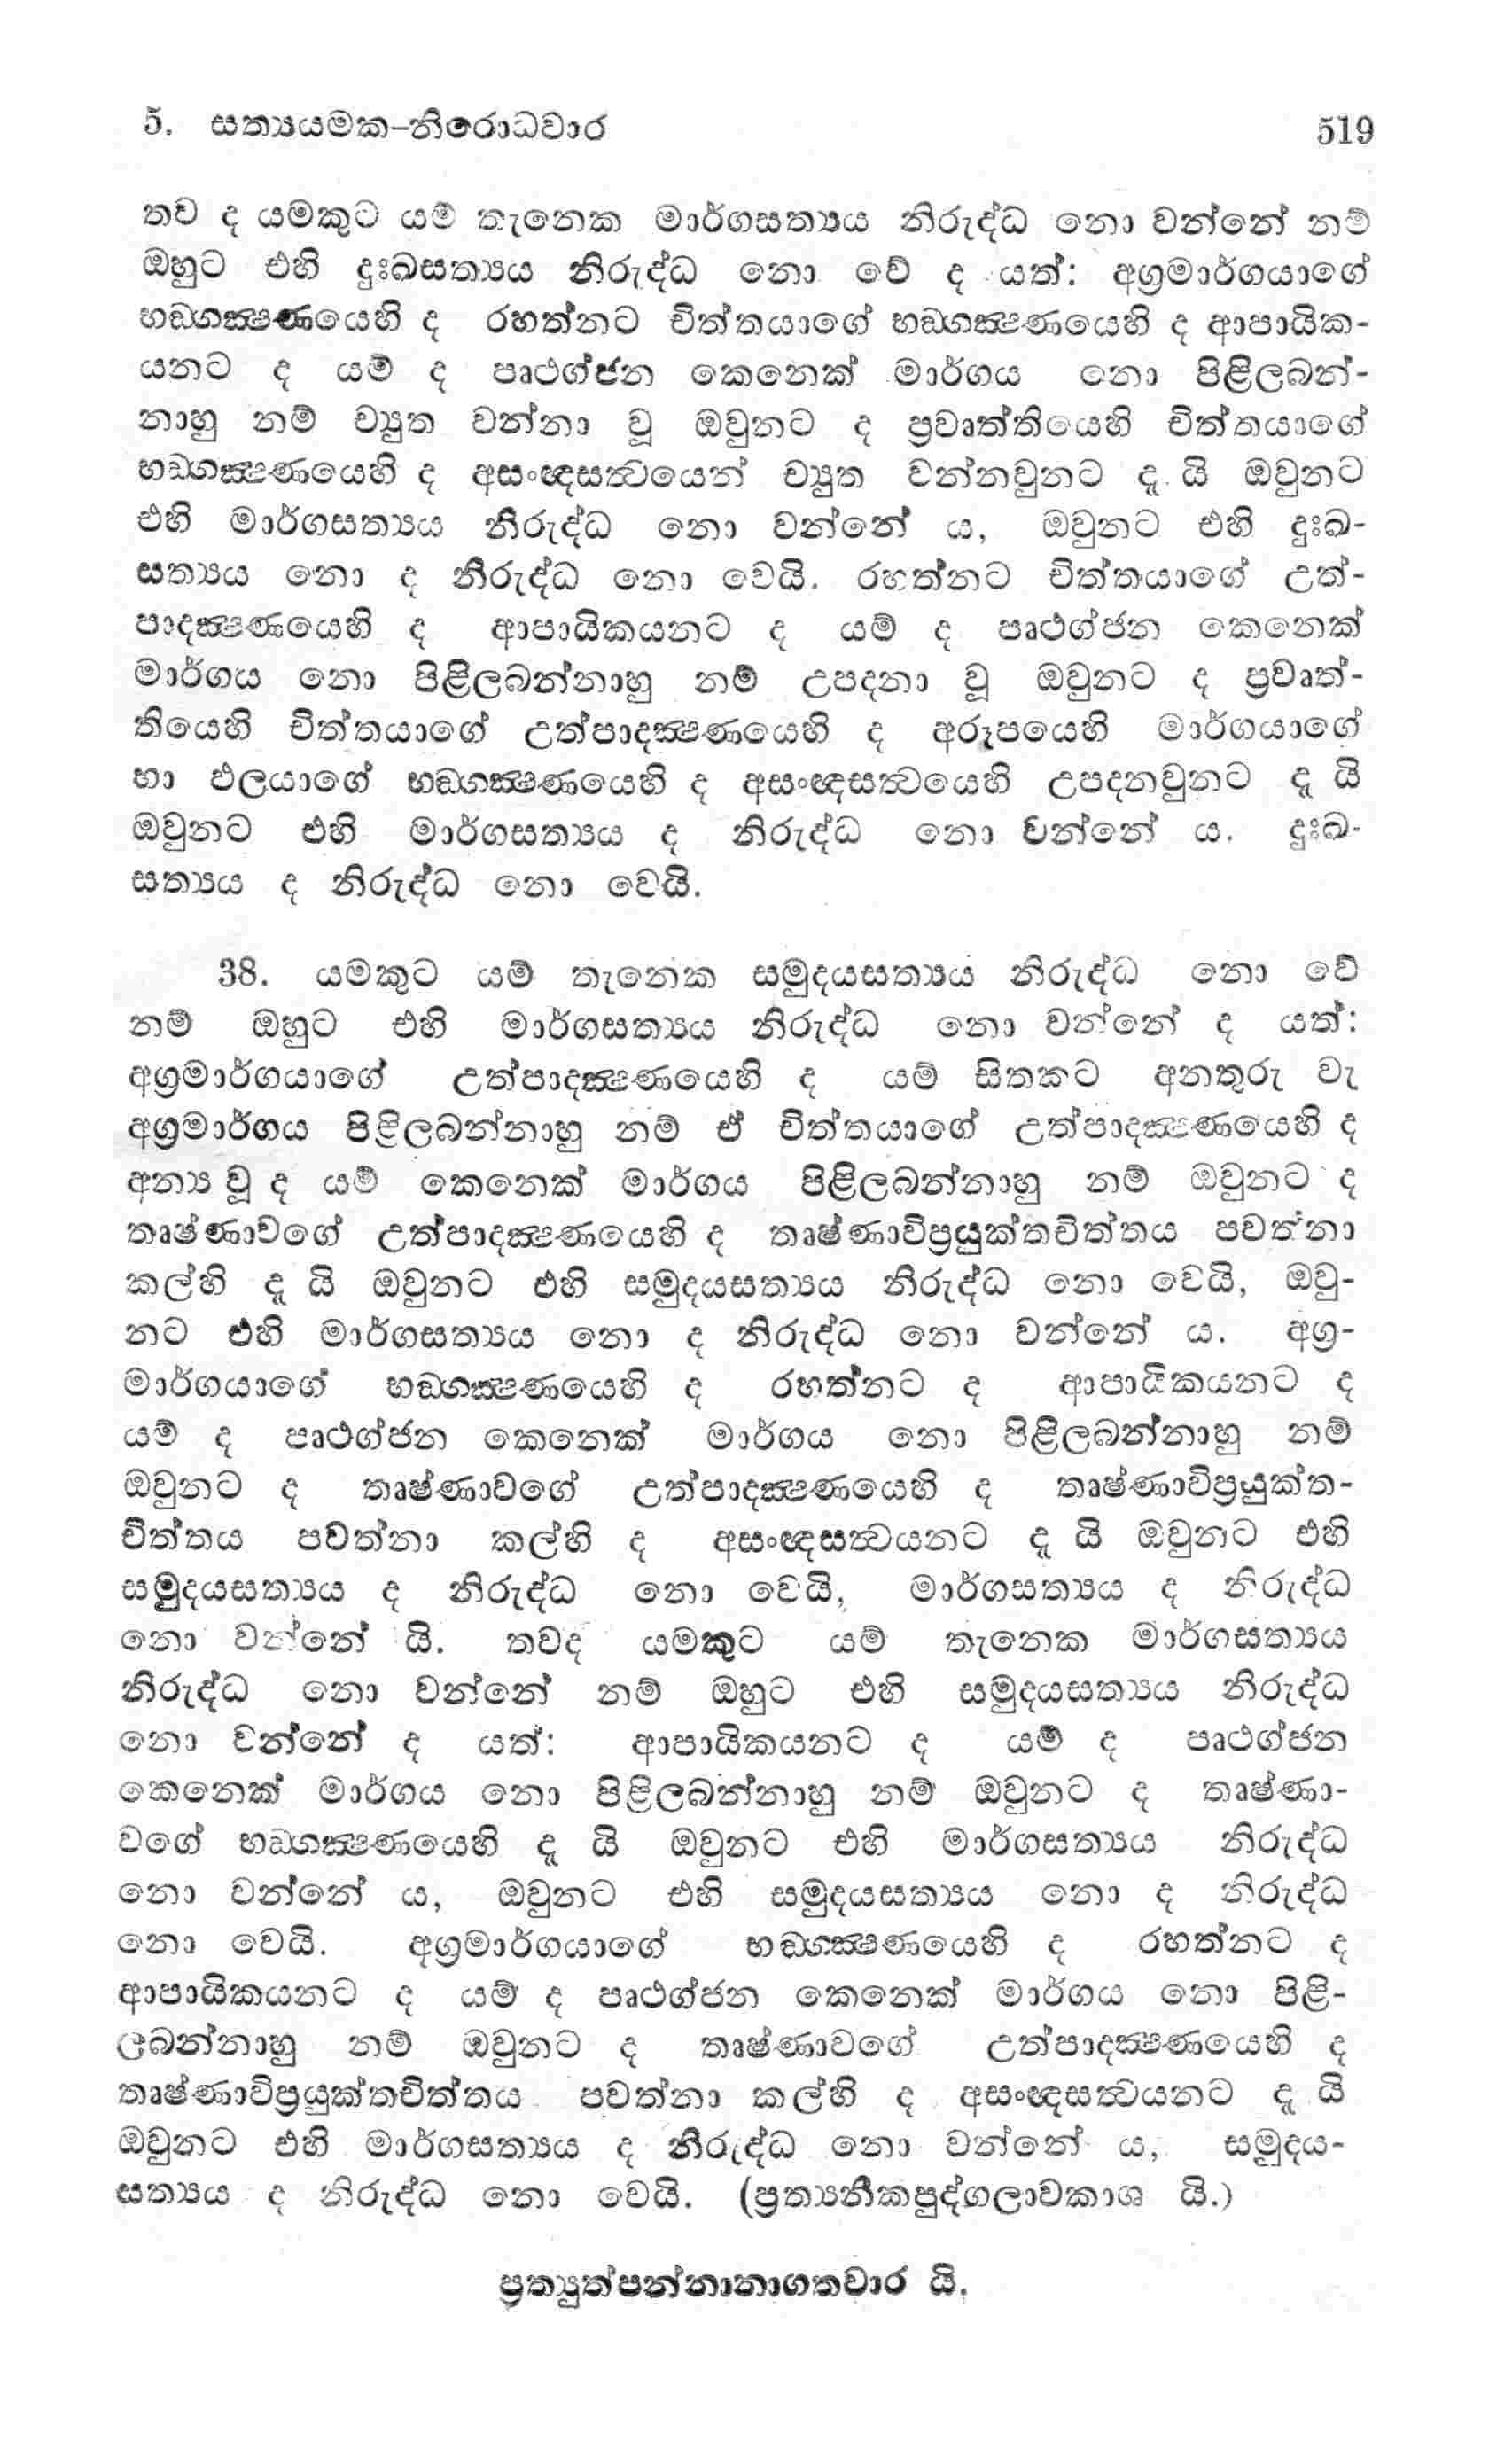 5. සත්‍යයමක–නිරොධවාර 519
තව ද යමකුට යම් තැනෙක මාර්ගසත්‍යය නිරුද්ධ නො වන්නේ නම්
ඔහුට එහි දුඃඛසත්‍යය නිරුද්ධ නො වේ ද යත්: අග්‍රමාර්ගයාගේ
භඞ්ගක්‍ෂණයෙහි ද රහත්නට චිත්තයාගේ භඞ්ගක්‍ෂණයෙහි ද ආපායික-
යනට ද යම් ද පෘථග්ජන කෙනෙක් මාර්ගය නො පිළිලබන්-
නාහු නම් ච්‍යුත වන්නා වූ ඔවුනට ද ප්‍රවෘත්තියෙහි චිත්තයාගේ
භඞ්ගක්‍ෂණයෙහි ද අසංඥසත්‍වයෙන් ච්‍යුත වන්නවුනට ද‍ෑ යි ඔවුනට
එහි මාර්ගසත්‍යය නිරුද්ධ නො වන්නේ ය, ඔවුනට එහි දුඃඛ-
සත්‍යය නො ද නිරුද්ධ නො වෙයි. රහත්නට චිත්තයාගේ උත්-
පාදක්‍ෂණයෙහි ද ආපායිකයනට ද යම් ද පෘථග්ජන කෙනෙක්
මාර්ගය නො පිළිලබන්නාහු නම් උපදනා වූ ඔවුනට ද ප්‍රවෘත්-
තියෙහි චිත්තයාගේ උත්පාදක්‍ෂණයෙහි ද අරූපයෙහි මාර්ගයාගේ
හා ඵලයාගේ භඞ්ගක්‍ෂණයෙහි ද අසංඥසත්‍වයෙහි උපදනවුනට දෑ යි
ඔවුනට එහි මාර්ගසත්‍යය ද නිරුද්ධ නො වන්නේ ය. දුඃඛ-
සත්‍යය ද නිරුද්ධ නො වෙයි.
38. යමකුට යම් තැනෙක සමුදයසත්‍යය නිරුද්ධ නො වේ
නම් ඔහුට එහි මාර්ගසත්‍යය නිරුද්ධ නො වන්නේ ද යත්:
අග්‍රමාර්ගයාගේ උත්පාදක්‍ෂණයෙහි ද යම් සිතකට අනතුරු වැ
අග්‍රමාර්ගය පිළිලබන්නාහු නම් ඒ චිත්තයාගේ උත්පාදක්‍ෂණයෙහි ද
අන්‍ය වූ ද යම් කෙනෙක් මාර්ගය පිළිලබන්නාහු නම් ඔවුනට ද
තෘෂ්ණාවගේ උත්පාදක්‍ෂණයෙහි ද තෘෂ්ණාවිප්‍රයුක්තචිත්තය පවත්නා
කල්හි දෑ යි ඔවුනට එහි සමුදයසත්‍යය නිරුද්ධ නො වෙයි, ඔවු-
නට එහි මාර්ගසත්‍යය නො ද නිරුද්ධ නො වන්නේ ය. අග්‍ර-
මාර්ගයාගේ භඞ්ගක්‍ෂණයෙහි ද රහත්නට ද ආපායිකයනට ද
යම් ද පෘථග්ජන කෙනෙක් මාර්ගය නො පිළිලබන්නාහු නම්
ඔවුනට ද තෘෂ්ණාවගේ උත්පාදක්‍ෂණයෙහි ද තෘෂ්ණාවිප්‍රයුක්ත-
චිත්තය පවත්නා කල්හි ද අසංඥසත්‍වයනට දෑ යි ඔවුනට එහි
සමුදයසත්‍යය ද නිරුද්ධ නො වෙයි, මාර්ගසත්‍යය ද නිරුද්ධ
නො වන්නේ යි. තවද යමකුට යම් තැනෙක මාර්ගසත්‍යය
නිරුද්ධ නො වන්නේ නම් ඔහුට එහි සමුදයසත්‍යය නිරුද්ධ
නො වන්නේ ද යත්: ආපායිකයනට ද යම් ද පෘථග්ජන
කෙනෙක් මාර්ගය නො පිළිලබන්නාහු නම් ඔවුනට ද තෘෂ්ණා-
වගේ භඞ්ගක්‍ෂණයෙහි දෑ යි ඔවුනට එහි මාර්ගසත්‍යය නිරුද්ධ
නො වන්නේ ය, ඔවුනට එහි සමුදයසත්‍යය නො ද නිරුද්ධ
නො වෙයි. අග්‍රමාර්ගයාගේ භඞ්ගක්‍ෂණයෙහි ද රහත්නට ද
ආපායිකයනට ද යම් ද පෘථග්ජන කෙනෙක් මාර්ගය නො පිළි-
ලබන්නාහු නම් ඔවුනට ද තෘෂ්ණාවගේ උත්පාදක්‍ෂණයෙහි ද
තෘෂ්ණාවිප්‍රයුක්තචිත්තය පවත්නා කල්හි ද අසංඥසත්‍වයනට දෑ යි
ඔවුනට එහි මාර්ගසත්‍යය ද නිරුද්ධ නො වන්නේ ය, සමුදය-
සත්‍යය ද නිරුද්ධ නො වෙයි. (ප්‍රත්‍යනීකපුද්ගලාවකාශ යි.)
ප්‍රත්‍යුත්පන්නානාගතවාර යි.